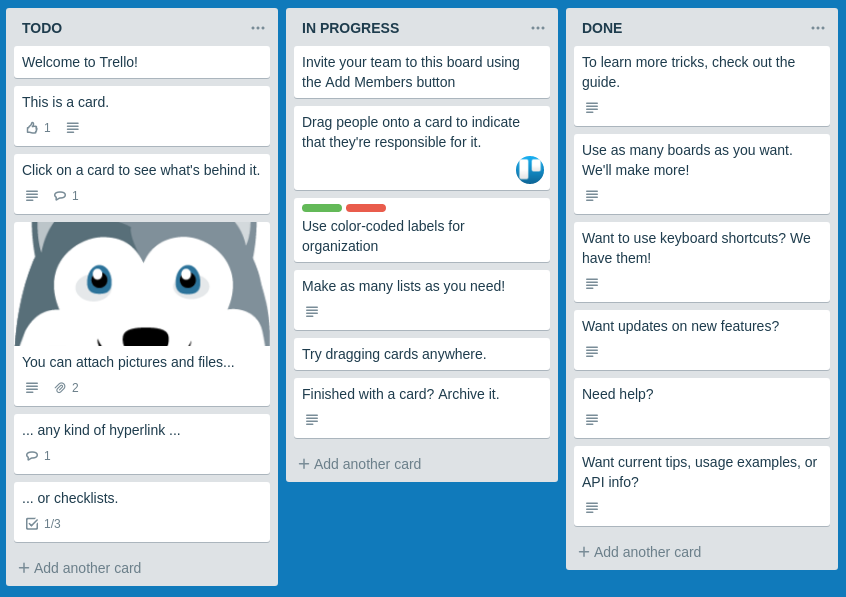 TODO
Welcome to Trello!
This is a card.
1
Click on a card to see what's behind it.
1
You can attach pictures and files...
2
... any kind of hyperlink ...
1
... or checklists.
1/3
Add another card
IN PROGRESS
Invite your team to this board using
the Add Members button
Drag people onto a card to indicate
that they're responsible for it.
Use color-coded labels for
organization
Make as many lists as you need!
Try dragging cards anywhere.
Finished with a card? Archive it.
Add another card
DONE
To learn more tricks, check out the
guide.
Use as many boards as you want.
We'll make more!
Want to use keyboard shortcuts? We
have them!
Want updates on new features?
Need help?
Want current tips, usage examples, or
API info?
Add another card